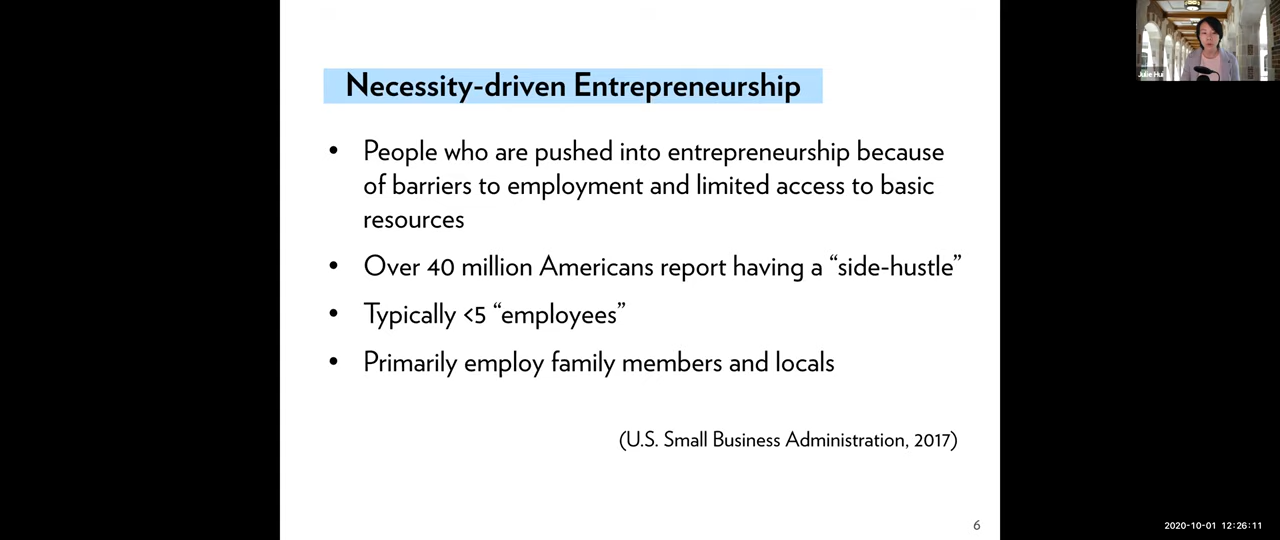 Necessity-driven Entrepreneurship
• People who are pushed into entrepreneurship because
of barriers to employment and limited access to basic
resources
• Over 40 million Americans report having a “side-hustle”
• Typically <5 “employees”
• Primarily employ family members and locals
(U.S. Small Business Administration, 2017)
6
Julie Hui
2020-10-01 12:26:11